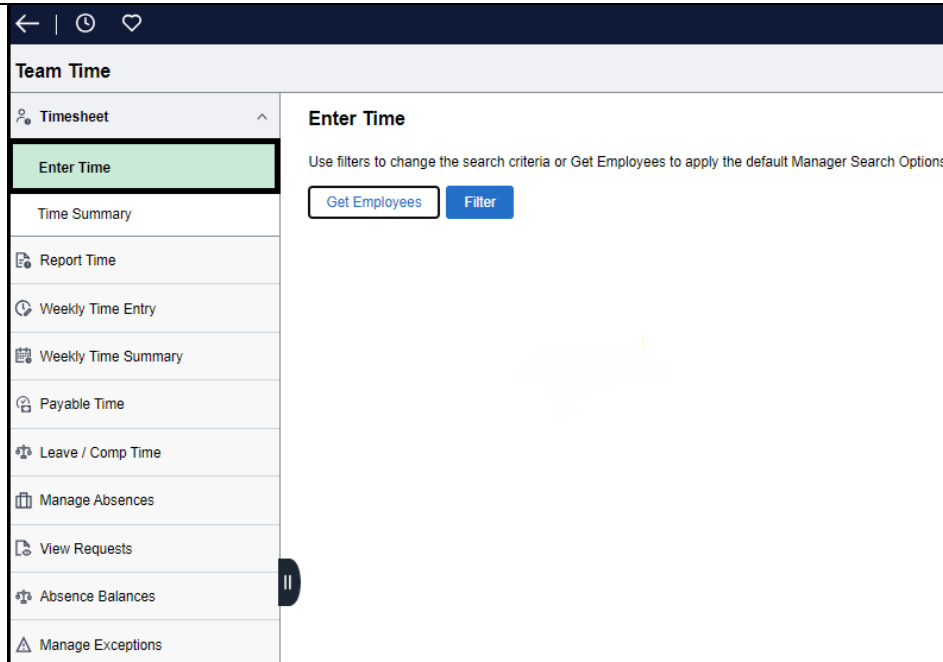 Team Time
Timesheet
Enter Time
Time Summary
Report Time
Weekly Time Entry
Weekly Time Summary
Payable Time
Leave / Comp Time
Manage Absences
View Requests
Absence Balances
Manage Exceptions
Enter Time
Use filters to change the search criteria or Get Employees to apply the default Manager Search Options
Get Employees
Filter